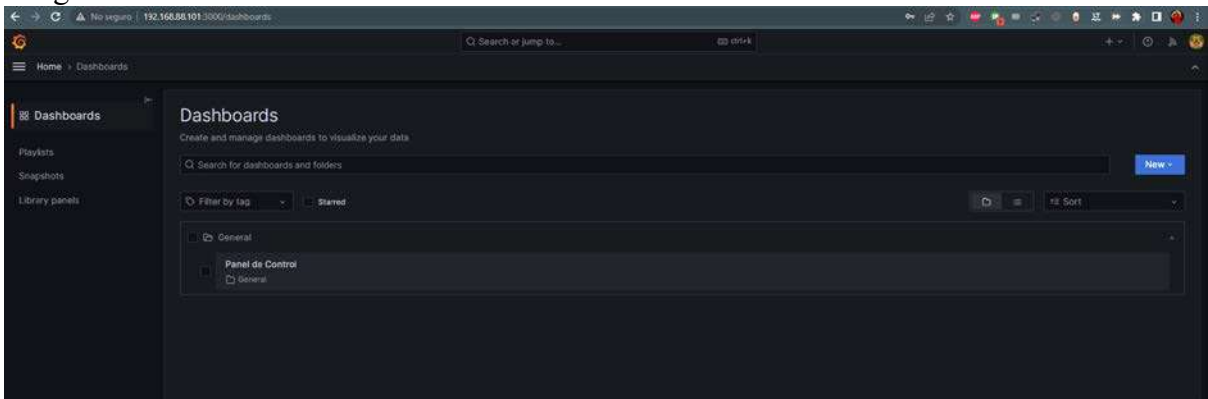 No seguro | 192.168.88.101:3000/dashboards
Search or jump to... ctrl+k
Home › Dashboards
Dashboards
Dashboards
Create and manage dashboards to visualize your data
Playlists
Search for dashboards and folders
New
Snapshots
Library panels
Filter by tag
Starred
Sort
General
Panel de Control
General